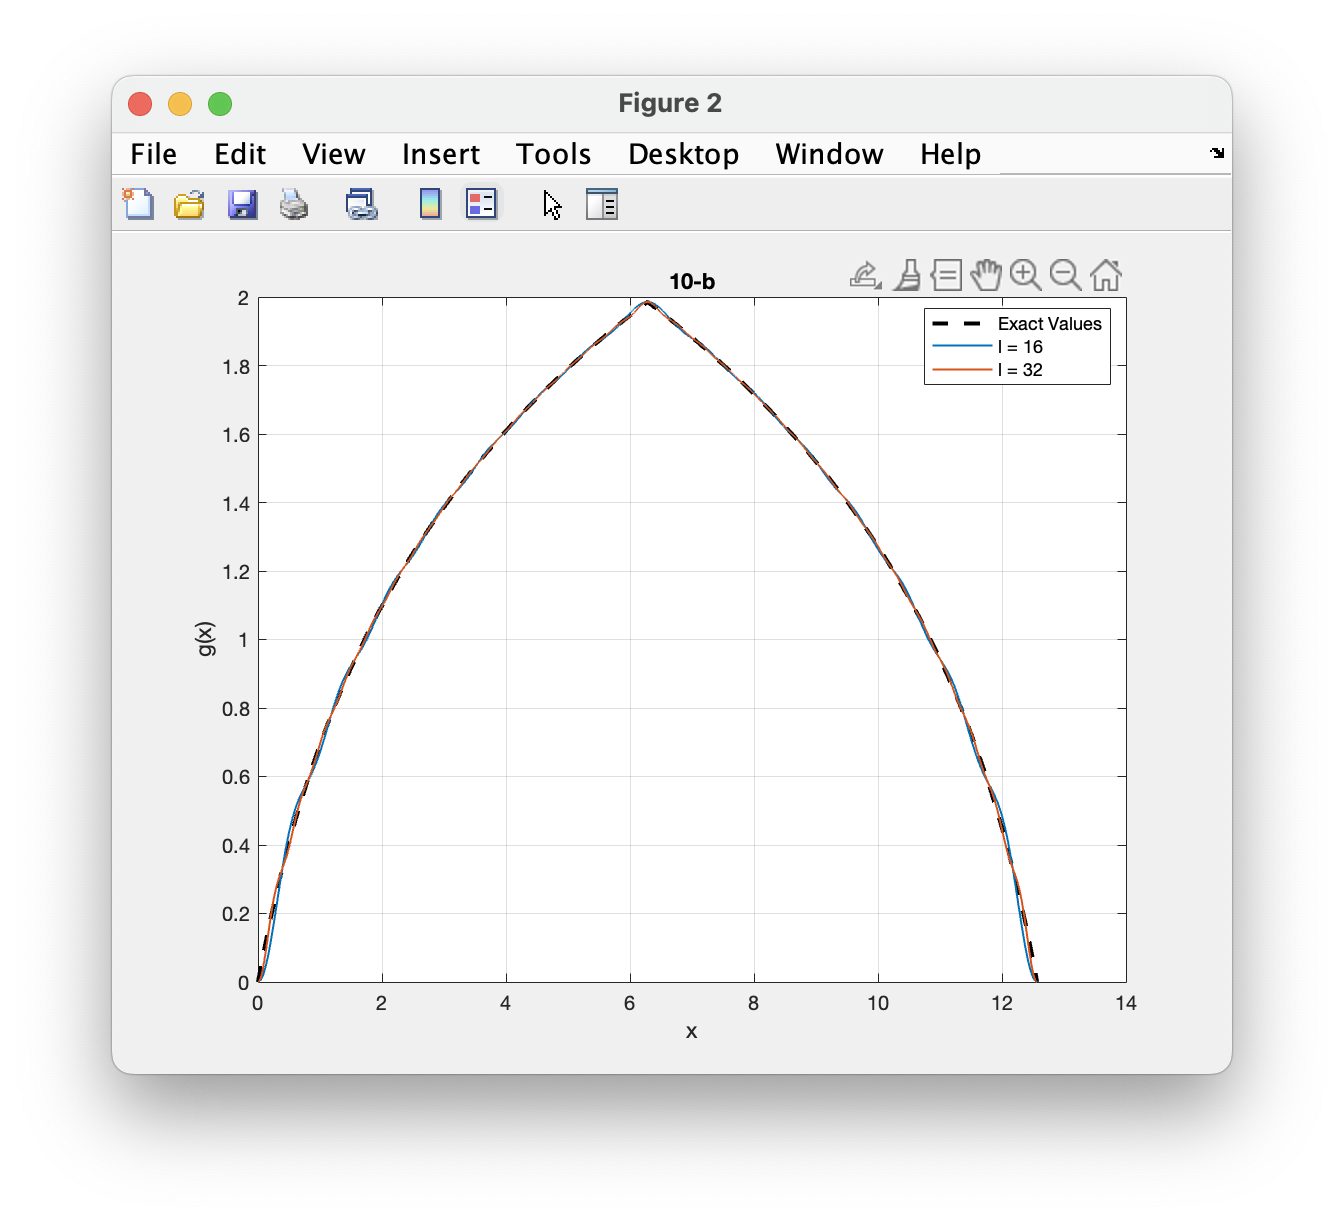 Figure 2
File Edit View Insert Tools Desktop Window Help
10-b
Exact Values
I = 16
I = 32
2
1.8
1.6
1.4
1.2
1
0.8
0.6
0.4
0.2
0
g(x)
0 2 4 6 8 10 12 14
x